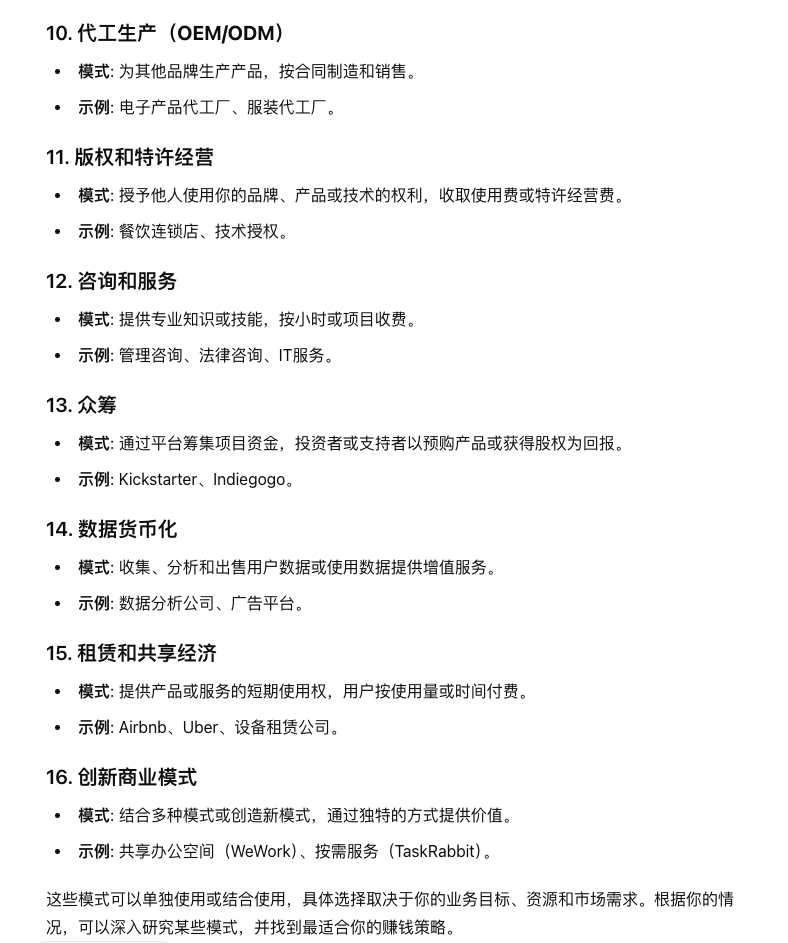 10. 代工生产（OEM/ODM）
• 模式: 为其他品牌生产产品，按合同制造和销售。
• 示例: 电子产品代工厂、服装代工厂。
11. 版权和特许经营
• 模式: 授予他人使用你的品牌、产品或技术的权利，收取使用费或特许经营费。
• 示例: 餐饮连锁店、技术授权。
12. 咨询和服务
• 模式: 提供专业知识或技能，按小时或项目收费。
• 示例: 管理咨询、法律咨询、IT服务。
13. 众筹
• 模式: 通过平台筹集项目资金，投资者或支持者以预购产品或获得股权为回报。
• 示例: Kickstarter、Indiegogo。
14. 数据货币化
• 模式: 收集、分析和出售用户数据或使用数据提供增值服务。
• 示例: 数据分析公司、广告平台。
15. 租赁和共享经济
• 模式: 提供产品或服务的短期使用权，用户按使用量或时间付费。
• 示例: Airbnb、Uber、设备租赁公司。
16. 创新商业模式
• 模式: 结合多种模式或创造新模式，通过独特的方式提供价值。
• 示例: 共享办公空间（WeWork）、按需服务（TaskRabbit）。
这些模式可以单独使用或结合使用，具体选择取决于你的业务目标、资源和市场需求。根据你的情
况，可以深入研究某些模式，并找到最适合你的赚钱策略。